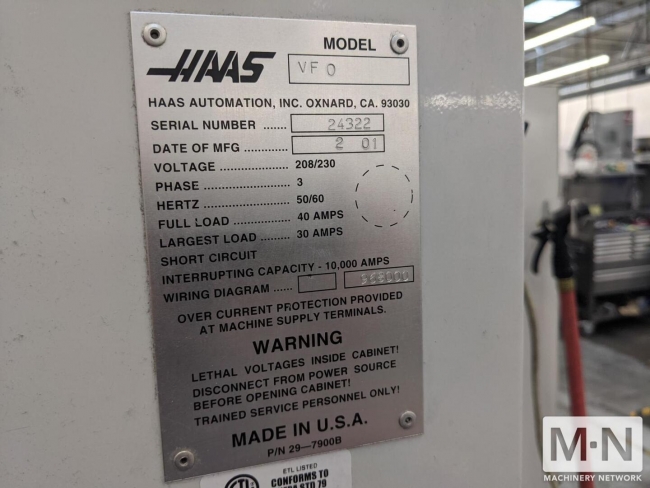 HAAS
MODEL
VF 0
HAAS AUTOMATION, INC. OXNARD, CA. 93030
SERIAL NUMBER ....... 24322
DATE OF MFG ............ 2 01
VOLTAGE ..................... 208/230
PHASE ........................ 3
HERTZ ........................ 50/60
FULL LOAD ................. 40 AMPS
LARGEST LOAD ......... 30 AMPS
SHORT CIRCUIT
INTERRUPTING CAPACITY - 10,000 AMPS
WIRING DIAGRAM ......
OVER CURRENT PROTECTION PROVIDED
AT MACHINE SUPPLY TERMINALS.
WARNING
LETHAL VOLTAGES INSIDE CABINET!
DISCONNECT FROM POWER SOURCE
BEFORE OPENING CABINET!
TRAINED SERVICE PERSONNEL ONLY!
MADE IN U.S.A.
P/N 29—7900B
ETL LISTED
CONFORMS TO
STD 79
M·N
MACHINERY NETWORK